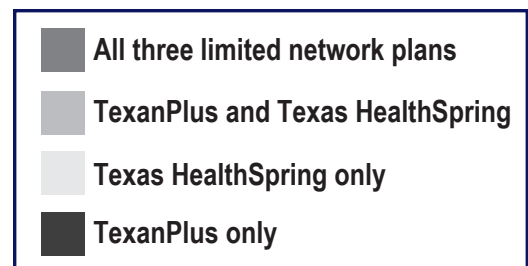 All three limited network plans
TexanPlus and Texas HealthSpring
Texas HealthSpring only
TexanPlus only